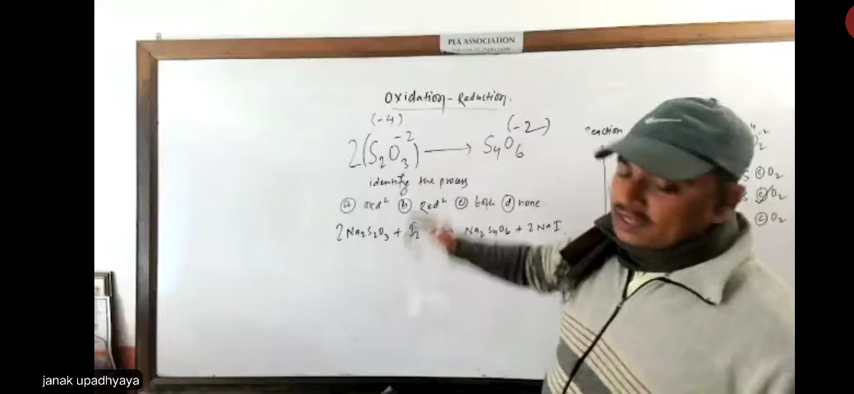 PLA ASSOCIATION
Oxidation-Reduction.
(-4) (-2)
2(S₂O₃⁻²) ⟶ S₄O₆
identify the process
ⓐ oxdⁿ ⓑ Redⁿ ⓒ both ⓓ none.
2Na₂S₂O₃ + I₂ Na₂S₄O₆ + 2NaI.
Reaction
ⓒ O₂
ⓒ O₂
ⓒ O₂
janak upadhyaya